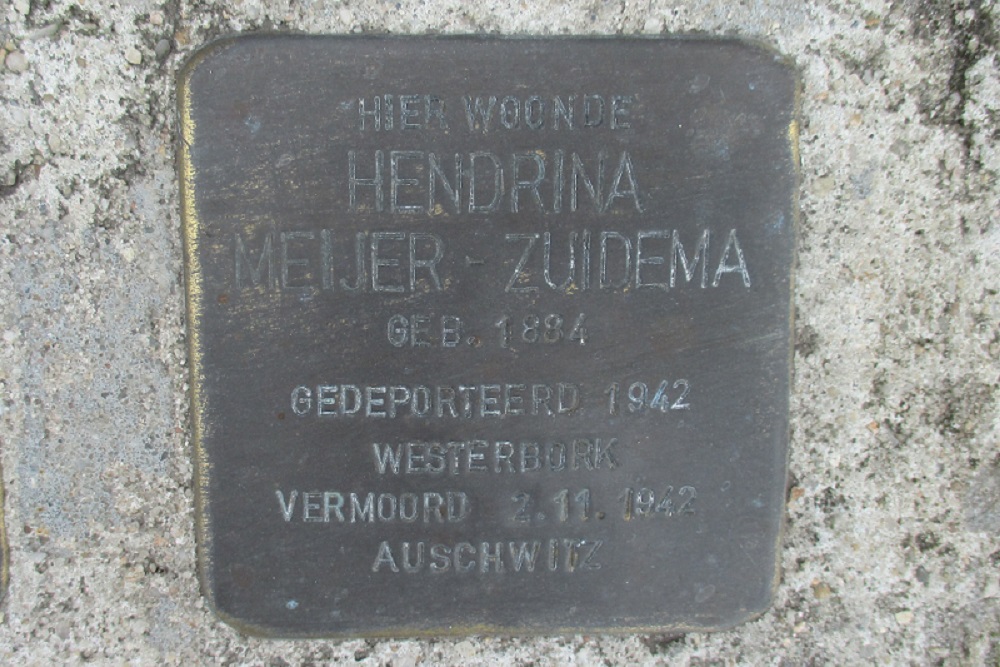 HIER WOONDE
HENDRINA
MEIJER - ZUIDEMA
GEB. 1884
GEDEPORTEERD 1942
WESTERBORK
VERMOORD 2.11.1942
AUSCHWITZ